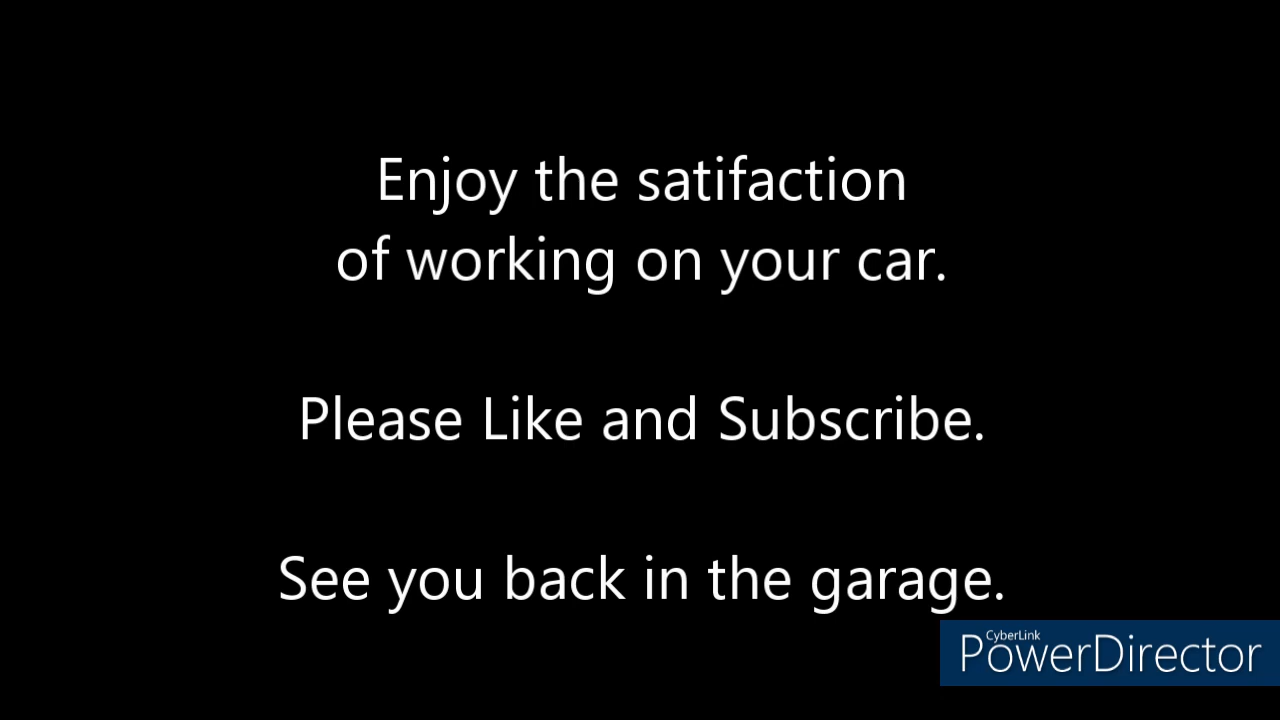 Enjoy the satifaction
of working on your car.
Please Like and Subscribe.
See you back in the garage.
CyberLink
PowerDirector